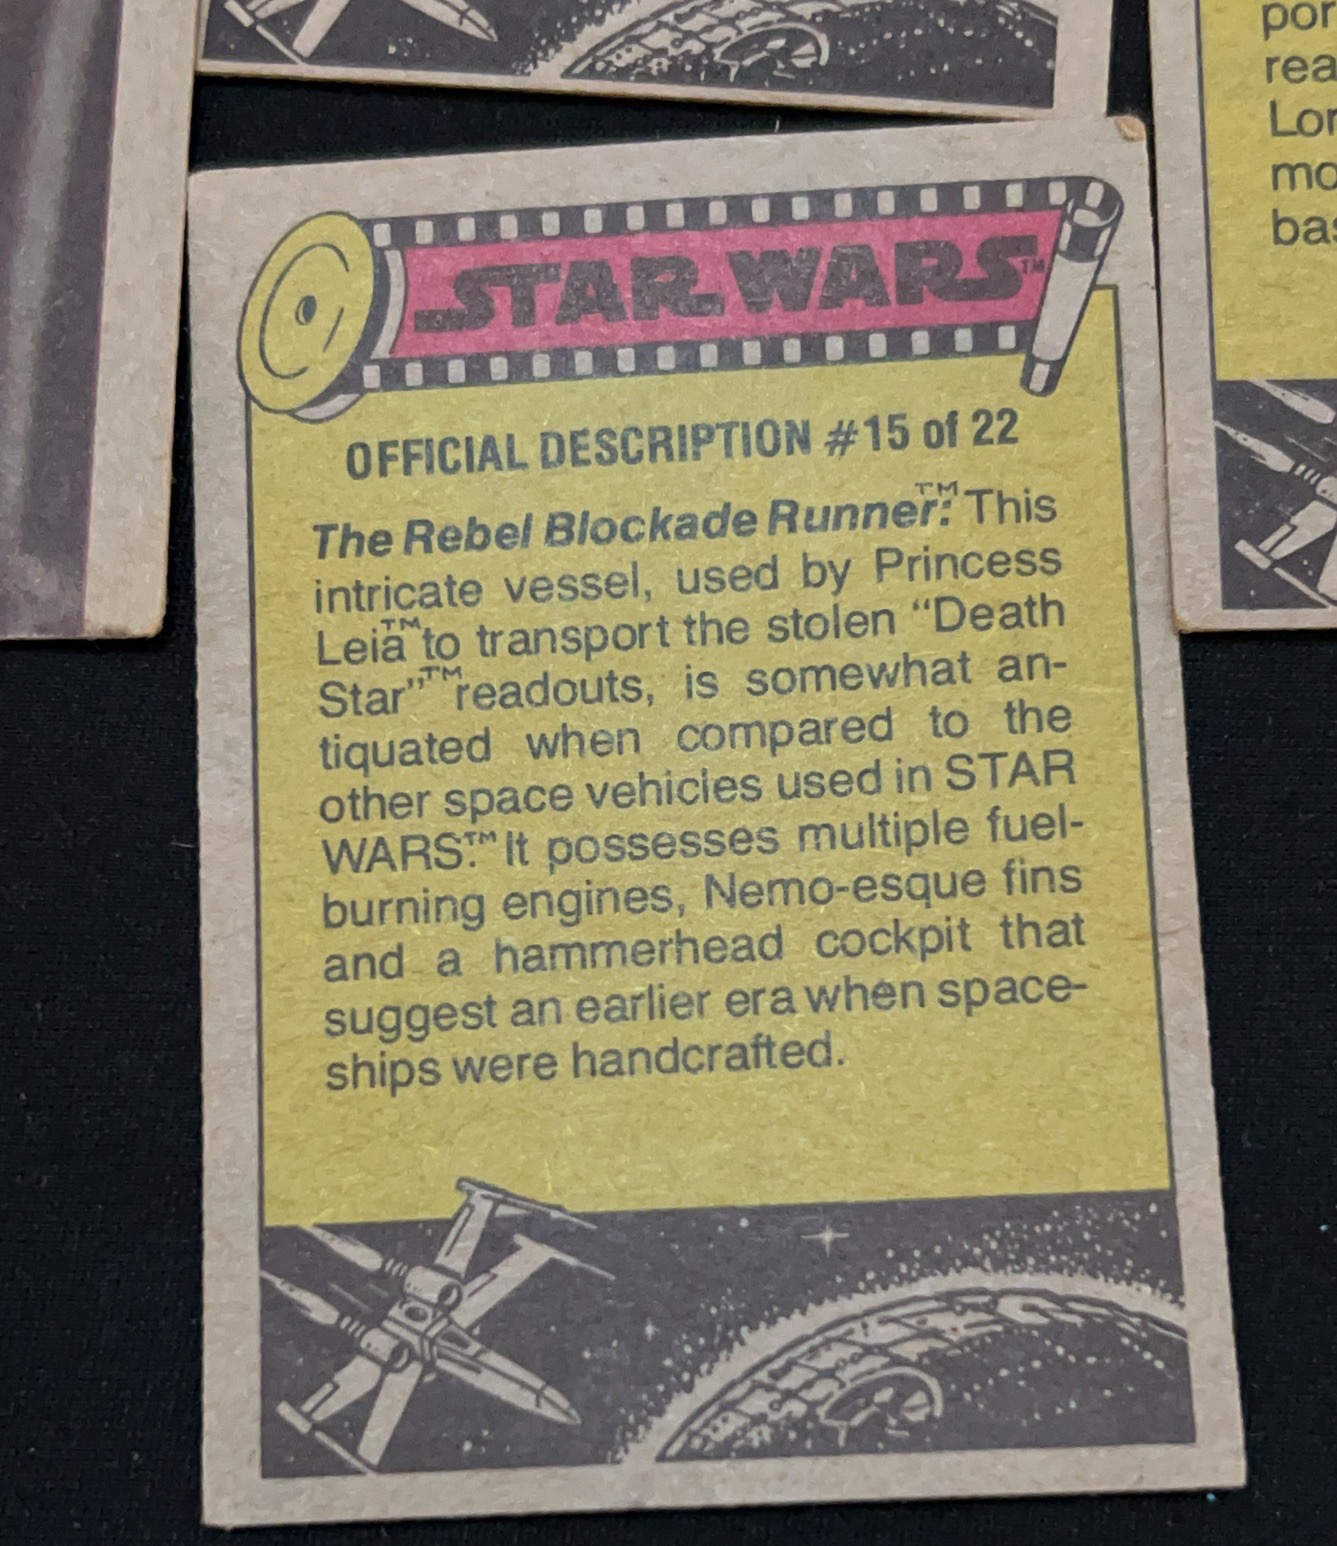 STAR WARS™
OFFICIAL DESCRIPTION #15 of 22
The Rebel Blockade Runner™: This
intricate vessel, used by Princess
Leia™ to transport the stolen “Death
Star”™ readouts, is somewhat an-
tiquated when compared to the
other space vehicles used in STAR
WARS.™ It possesses multiple fuel-
burning engines, Nemo-esque fins
and a hammerhead cockpit that
suggest an earlier era when space-
ships were handcrafted.